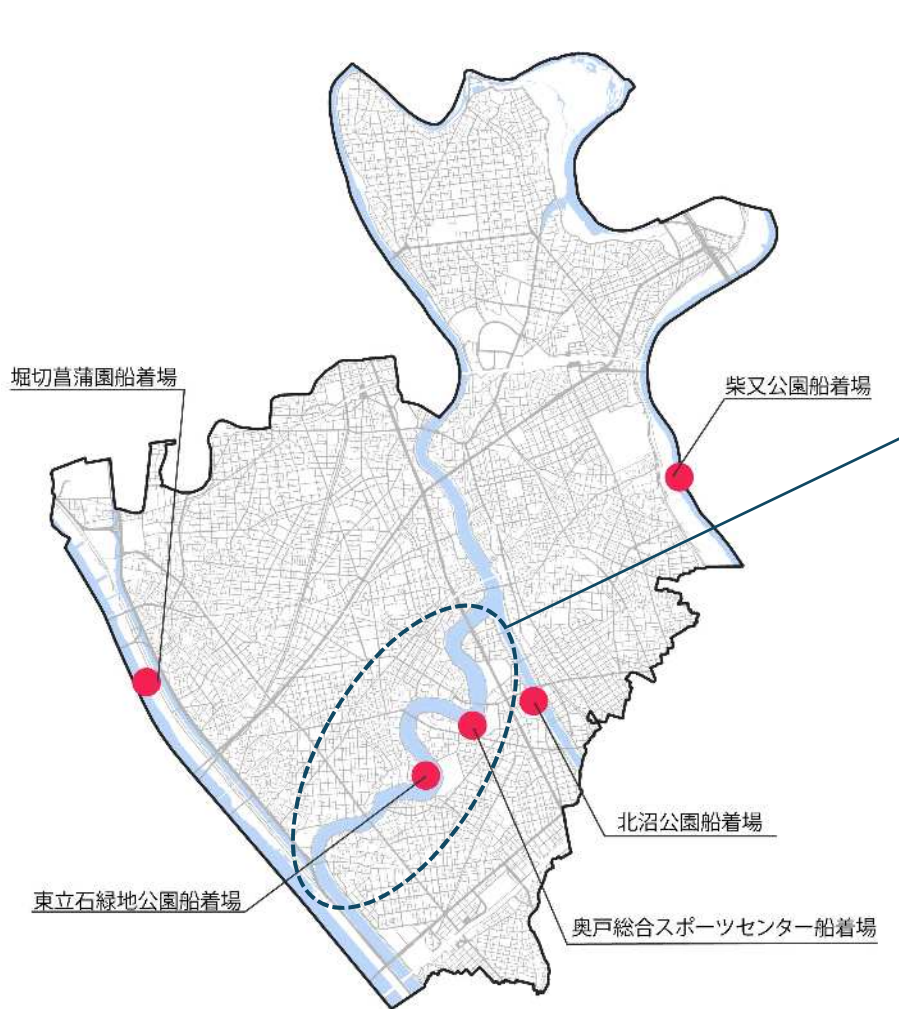 堀切菖蒲園船着場
柴又公園船着場
北沼公園船着場
東立石緑地公園船着場
奥戸総合スポーツセンター船着場